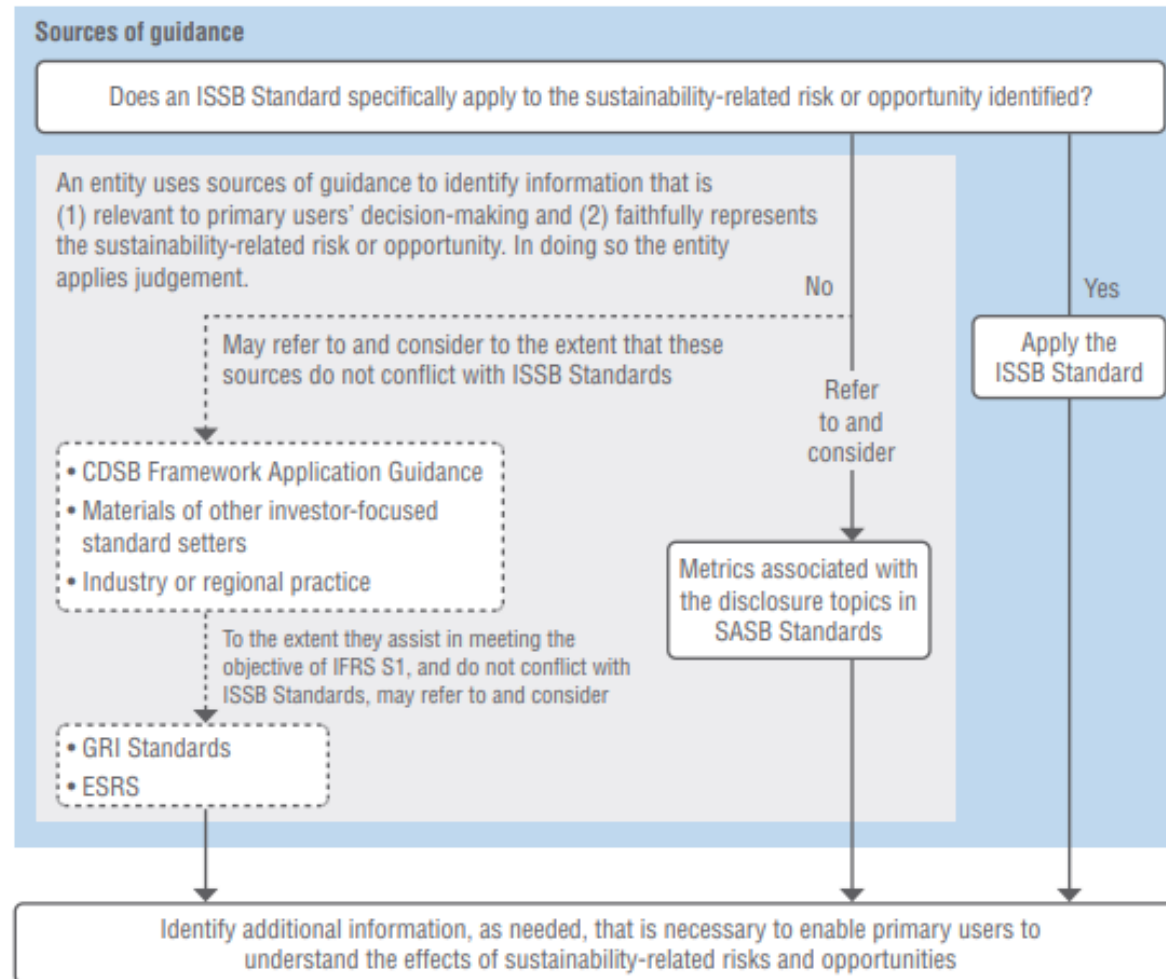 Sources of guidance
Does an ISSB Standard specifically apply to the sustainability-related risk or opportunity identified?
An entity uses sources of guidance to identify information that is
(1) relevant to primary users’ decision-making and (2) faithfully represents
the sustainability-related risk or opportunity. In doing so the entity
applies judgement.
No
Yes
May refer to and consider to the extent that these
sources do not conflict with ISSB Standards
Apply the
ISSB Standard
Refer
to and
consider
• CDSB Framework Application Guidance
• Materials of other investor-focused
standard setters
• Industry or regional practice
Metrics associated with
the disclosure topics in
SASB Standards
To the extent they assist in meeting the
objective of IFRS S1, and do not conflict with
ISSB Standards, may refer to and consider
• GRI Standards
• ESRS
Identify additional information, as needed, that is necessary to enable primary users to
understand the effects of sustainability-related risks and opportunities